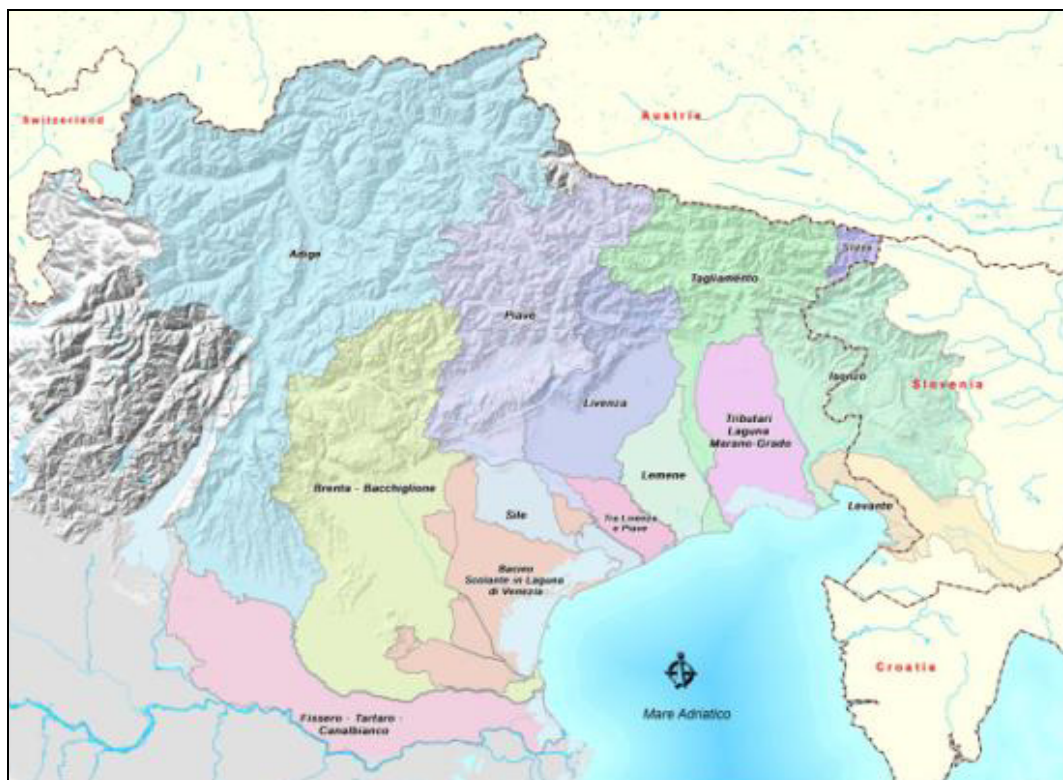 Austria
Switzerland
Slizza
Adige
Tagliamento
Piave
Isonzo
Slovenia
Livenza
Tributari
Laguna
Marano-Grado
Lemene
Brenta - Bacchiglione
Sile
Levante
Tra Livenza
e Piave
Bacino
Scolante in Laguna
di Venezia
Croatia
Fissero - Tartaro -
Canalbianco
Mare Adriatico